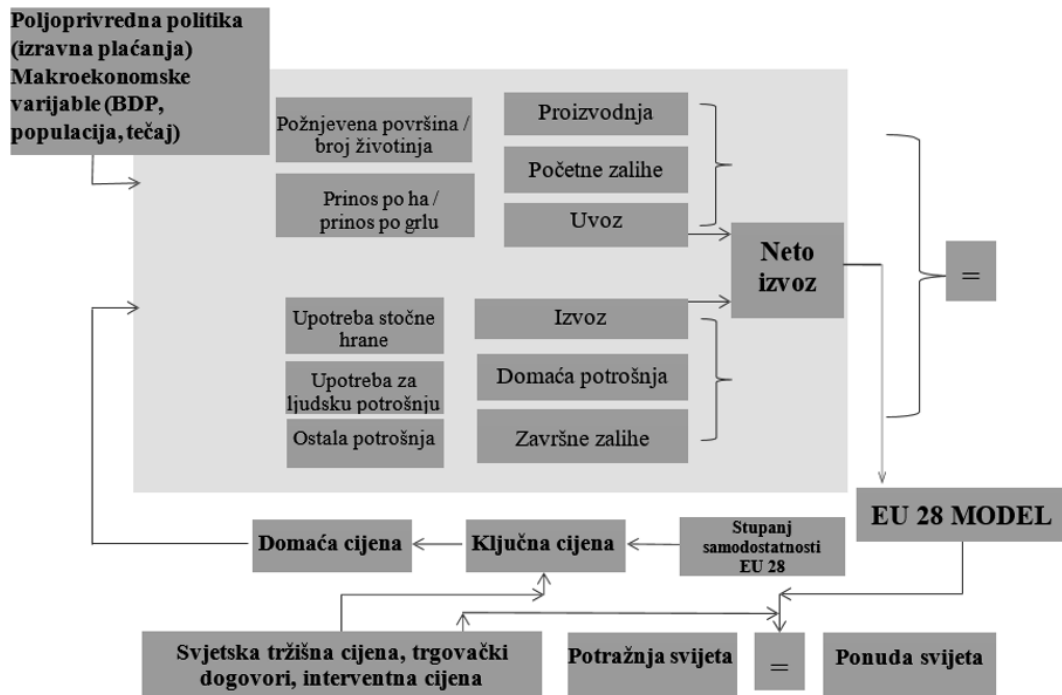 Poljoprivredna politika
(izravna plaćanja)
Makroekonomske
varijable (BDP,
populacija, tečaj)
Požnjevena površina /
broj životinja
Prinos po ha /
prinos po grlu
Proizvodnja
Početne zalihe
Uvoz
Neto
izvoz
=
Upotreba stočne
hrane
Upotreba za
ljudsku potrošnju
Ostala potrošnja
Izvoz
Domaća potrošnja
Završne zalihe
EU 28 MODEL
Domaća cijena
Ključna cijena
Stupanj
samodostatnosti
EU 28
Svjetska tržišna cijena, trgovački
dogovori, interventna cijena
Potražnja svijeta
=
Ponuda svijeta